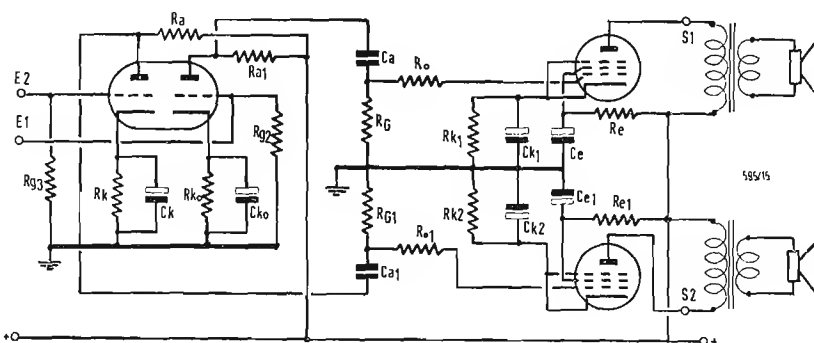 Ra
Ra1
E2
E1
Rg3
Rk
Ck
Rko
Cko
Rg2
Ca
Ro
RG
RG1
Ro1
Ca1
Rk1
Ck1
Ce
Re
Rk2
Ck2
Ce1
Re1
S1
S2
595/15
+
+